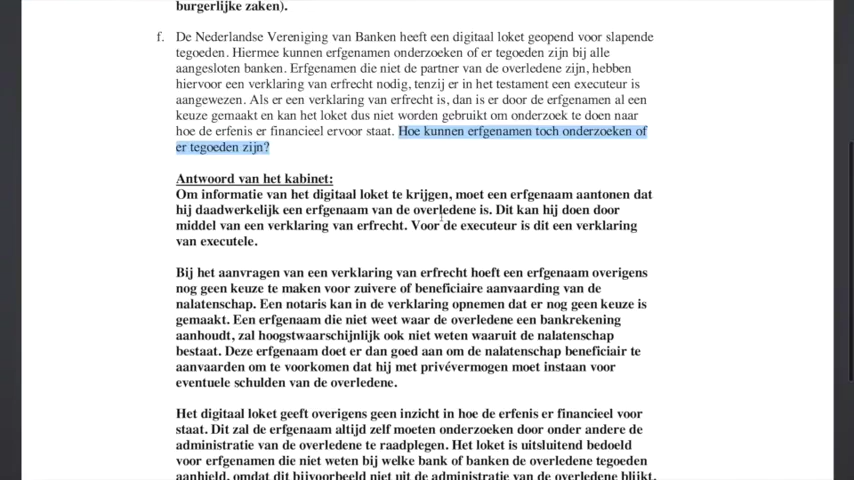 burgerlijke zaken).
f. De Nederlandse Vereniging van Banken heeft een digitaal loket geopend voor slapende
tegoeden. Hiermee kunnen erfgenamen onderzoeken of er tegoeden zijn bij alle
aangesloten banken. Erfgenamen die niet de partner van de overledene zijn, hebben
hiervoor een verklaring van erfrecht nodig, tenzij er in het testament een executeur is
aangewezen. Als er een verklaring van erfrecht is, dan is er door de erfgenamen al een
keuze gemaakt en kan het loket dus niet worden gebruikt om onderzoek te doen naar
hoe de erfenis er financieel ervoor staat. Hoe kunnen erfgenamen toch onderzoeken of
er tegoeden zijn?
Antwoord van het kabinet:
Om informatie van het digitaal loket te krijgen, moet een erfgenaam aantonen dat
hij daadwerkelijk een erfgenaam van de overledene is. Dit kan hij doen door
middel van een verklaring van erfrecht. Voor de executeur is dit een verklaring
van executele.
Bij het aanvragen van een verklaring van erfrecht hoeft een erfgenaam overigens
nog geen keuze te maken voor zuivere of beneficiaire aanvaarding van de
nalatenschap. Een notaris kan in de verklaring opnemen dat er nog geen keuze is
gemaakt. Een erfgenaam die niet weet waar de overledene een bankrekening
aanhoudt, zal hoogstwaarschijnlijk ook niet weten waaruit de nalatenschap
bestaat. Deze erfgenaam doet er dan goed aan om de nalatenschap beneficiair te
aanvaarden om te voorkomen dat hij met privévermogen moet instaan voor
eventuele schulden van de overledene.
Het digitaal loket geeft overigens geen inzicht in hoe de erfenis er financieel voor
staat. Dit zal de erfgenaam altijd zelf moeten onderzoeken door onder andere de
administratie van de overledene te raadplegen. Het loket is uitsluitend bedoeld
voor erfgenamen die niet weten bij welke bank of banken de overledene tegoeden
aanhield, omdat dit bijvoorbeeld niet uit de administratie van de overledene blijkt.